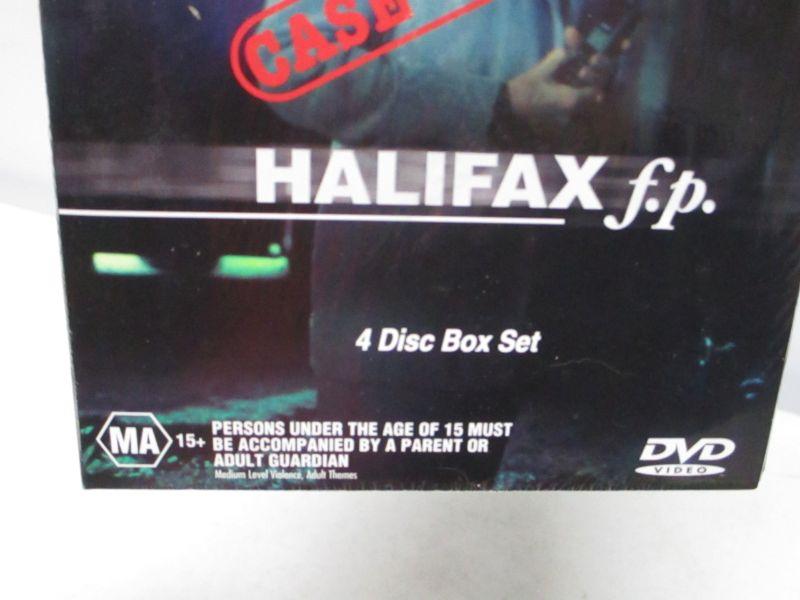 CASE
HALIFAX f.p.
4 Disc Box Set
MA 15+
PERSONS UNDER THE AGE OF 15 MUST
BE ACCOMPANIED BY A PARENT OR
ADULT GUARDIAN
Medium Level Violence, Adult Themes
DVD
VIDEO